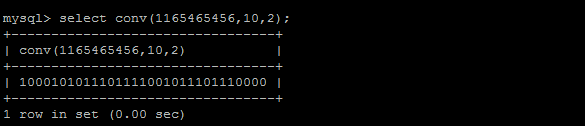 mysql> select conv(1165465456,10,2);
+---------------------------------+
| conv(1165465456,10,2)           |
+---------------------------------+
| 1000101011101111001011101110000 |
+---------------------------------+
1 row in set (0.00 sec)